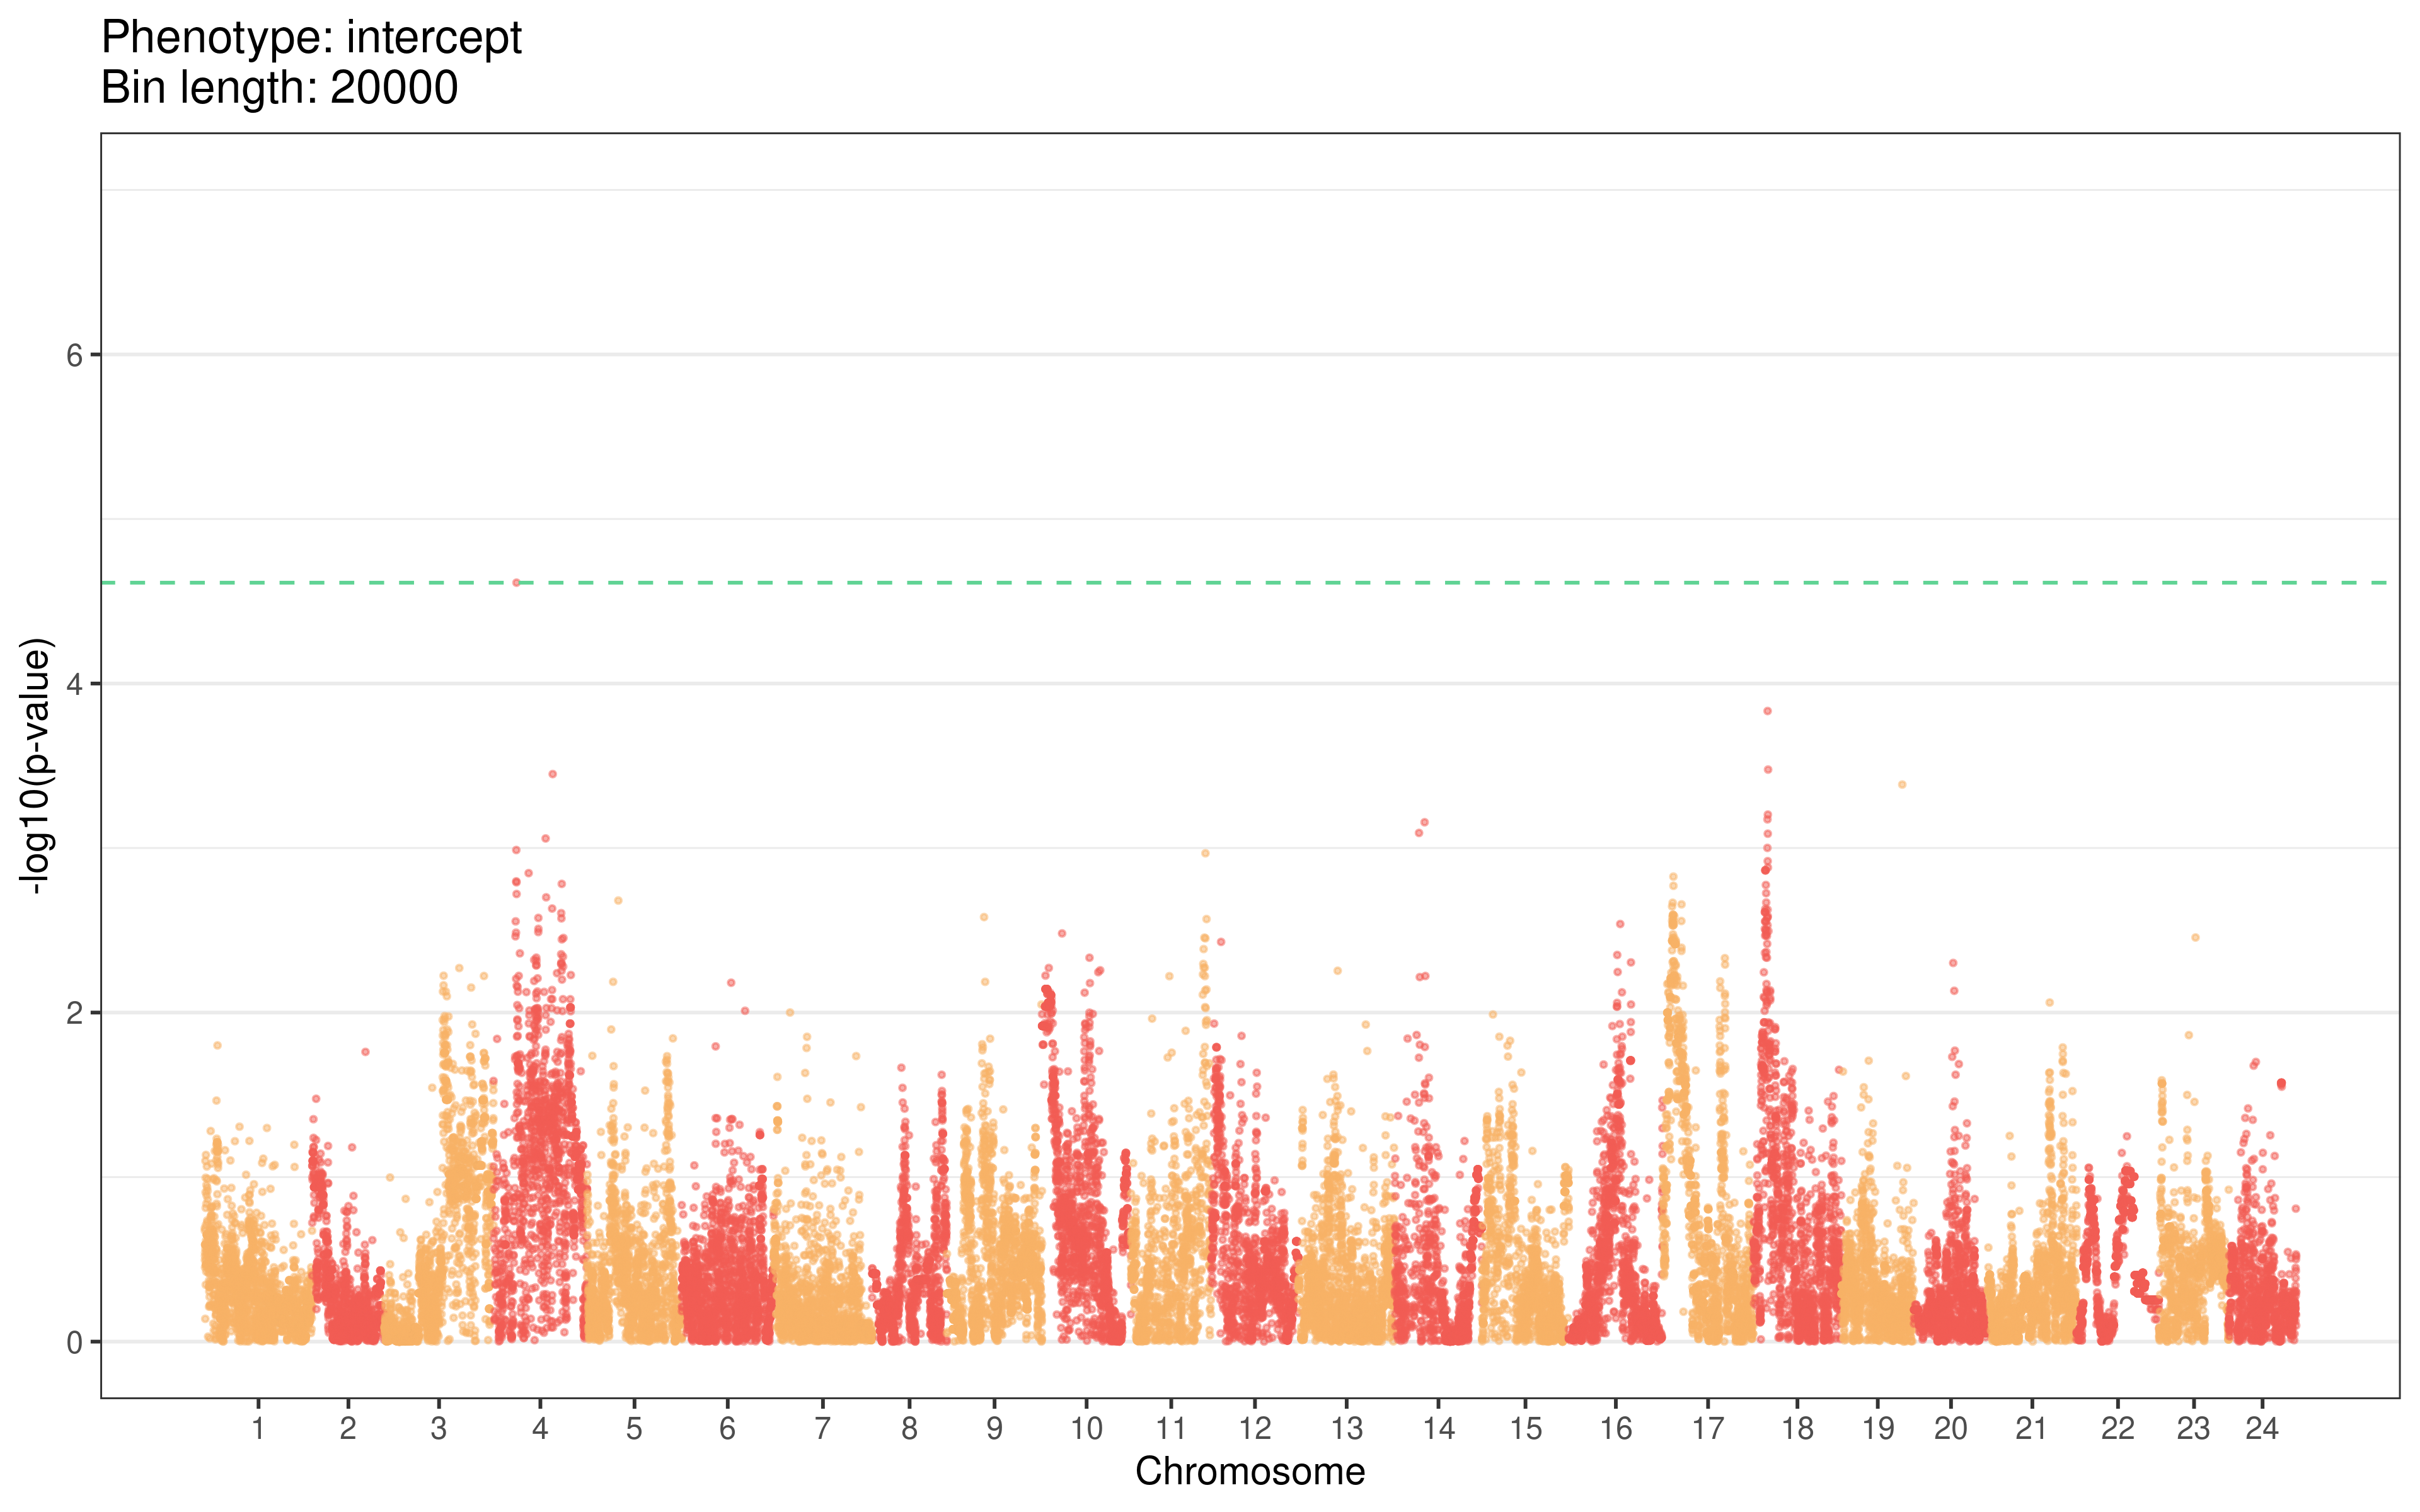 Phenotype: intercept
Bin length: 20000
6
4
2
0
-log10(p-value)
1 2 3 4 5 6 7 8 9 10 11 12 13 14 15 16 17 18 19 20 21 22 23 24
Chromosome